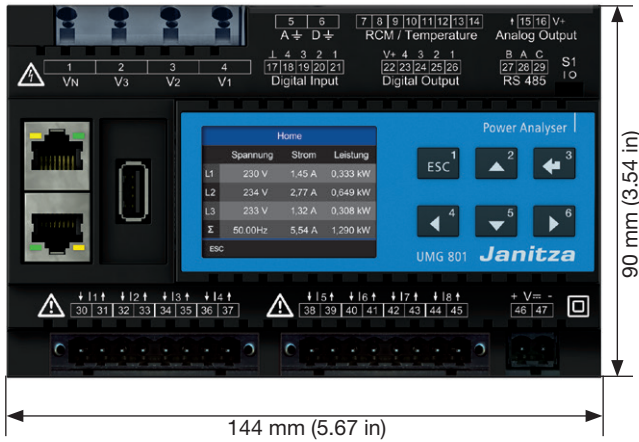 5 6
A ⏚ D ⏚
7 8 9 10 11 12 13 14
RCM / Temperature
↑ 15 16 V+
Analog Output
1 2 3 4
VN V3 V2 V1
⊥ 4 3 2 1
17 18 19 20 21
Digital Input
V+ 4 3 2 1
22 23 24 25 26
Digital Output
B A C
27 28 29
RS 485
S1
I O
Home
Spannung Strom Leistung
L1 230 V 1,45 A 0,333 kW
L2 234 V 2,77 A 0,649 kW
L3 233 V 1,32 A 0,308 kW
Σ 50.00Hz 5,54 A 1,290 kW
ESC
Power Analyser
ESC 1
2
3
4
5
6
UMG 801 Janitza
↓ I1 ↑ ↓ I2 ↑ ↓ I3 ↑ ↓ I4 ↑
30 31 32 33 34 35 36 37
↓ I5 ↑ ↓ I6 ↑ ↓ I7 ↑ ↓ I8 ↑
38 39 40 41 42 43 44 45
+ V⎓ -
46 47
90 mm (3.54 in)
144 mm (5.67 in)